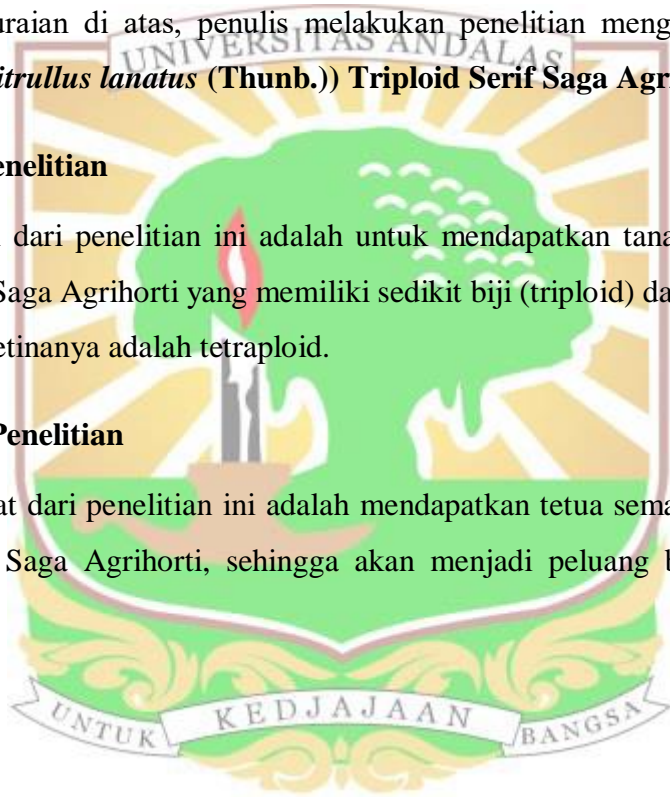 uraian di atas, penulis melakukan penelitian meng
UNIVERSITAS ANDALAS
itrullus lanatus (Thunb.)) Triploid Serif Saga Agri
enelitian
dari penelitian ini adalah untuk mendapatkan tana
Saga Agrihorti yang memiliki sedikit biji (triploid) da
etinanya adalah tetraploid.
Penelitian
at dari penelitian ini adalah mendapatkan tetua sema
Saga Agrihorti, sehingga akan menjadi peluang b
UNTUK KEDJAJAAN BANGSA